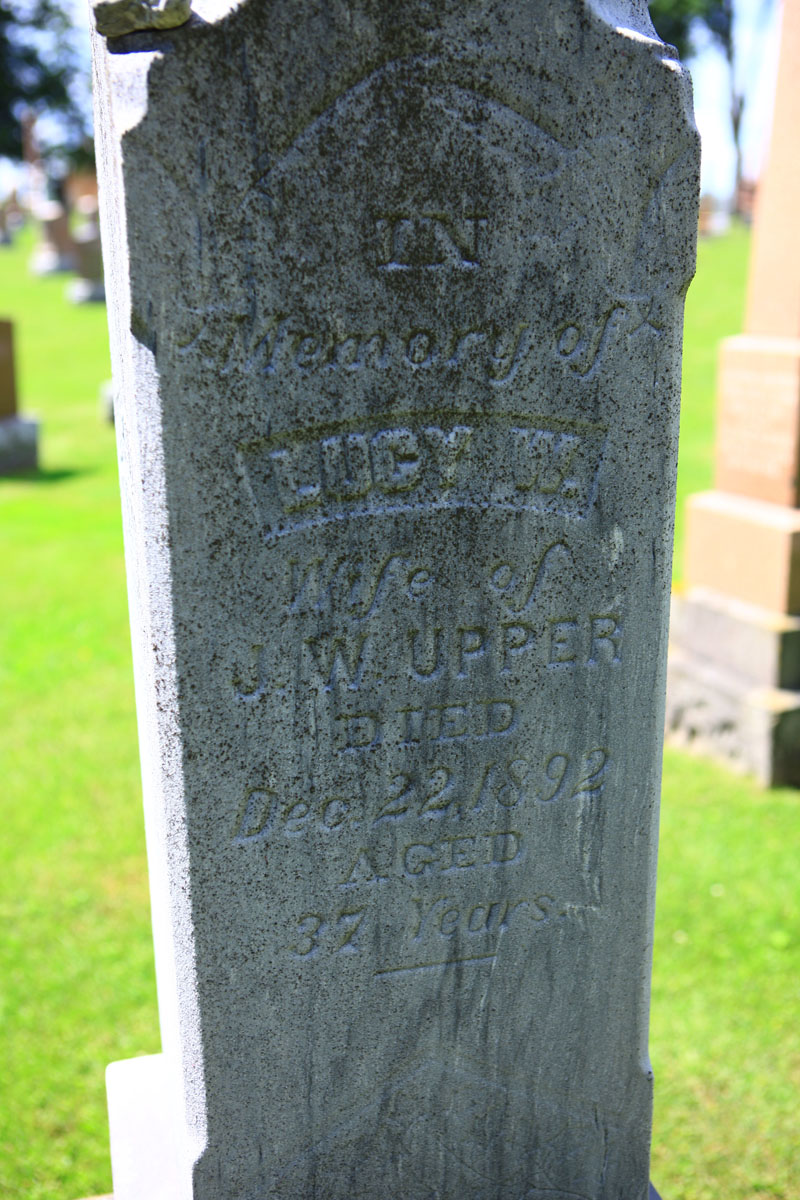 IN
Memory of
LUCY W.
Wife of
J. W. UPPER
DIED
Dec. 22, 1892
AGED
37 Years.